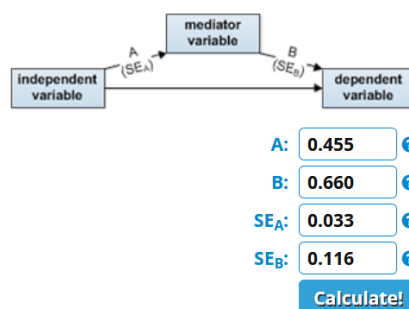 mediator
variable
A
(SEA)
B
(SEB)
independent
variable
dependent
variable
A: 0.455
B: 0.660
SEA: 0.033
SEB: 0.116
Calculate!